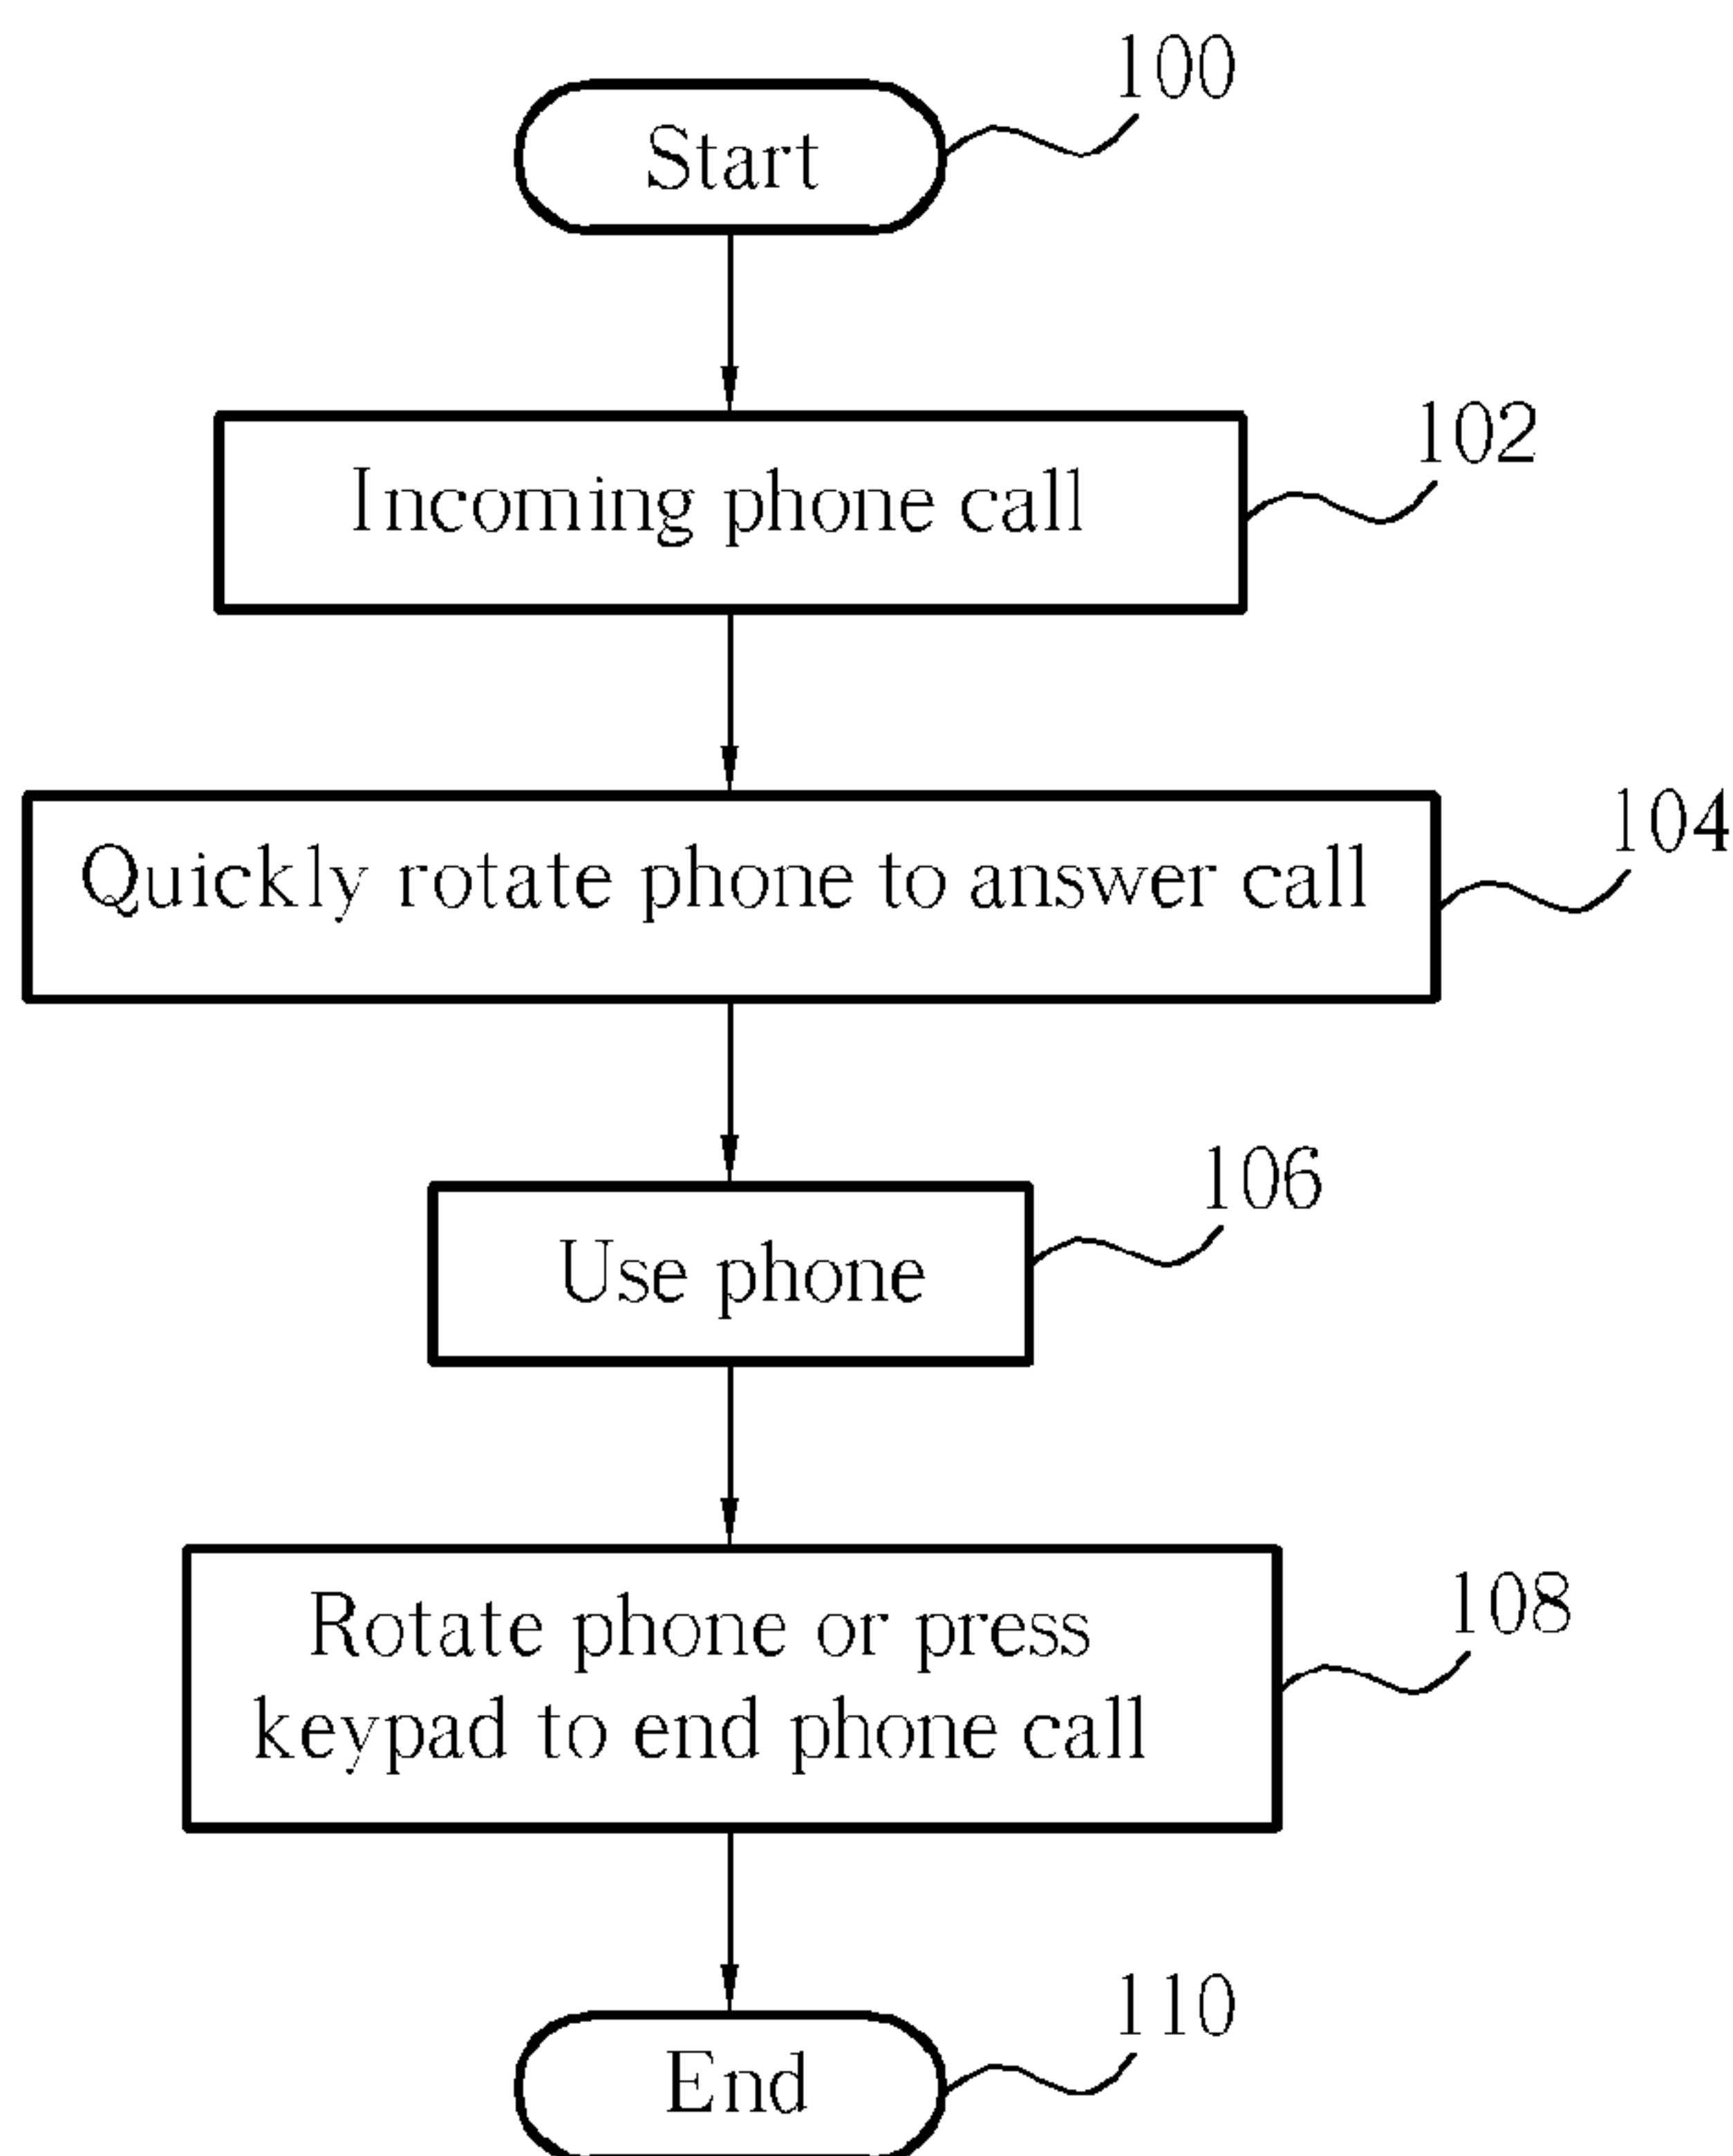 100
Start
102
Incoming phone call
104
Quickly rotate phone to answer call
106
Use phone
108
Rotate phone or press
keypad to end phone call
110
End